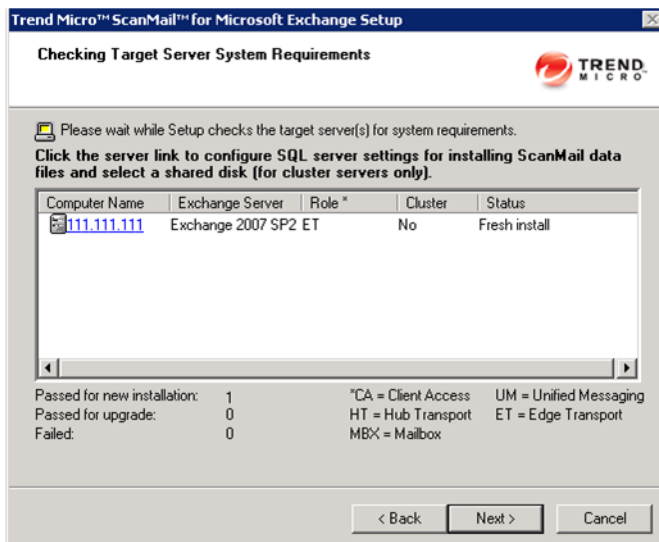 Trend Micro™ ScanMail™ for Microsoft Exchange Setup
Checking Target Server System Requirements
TREND
MICRO™
Please wait while Setup checks the target server(s) for system requirements.
Click the server link to configure SQL server settings for installing ScanMail data
files and select a shared disk (for cluster servers only).
Computer Name Exchange Server Role * Cluster Status
111.111.111 Exchange 2007 SP2 ET No Fresh install
Passed for new installation: 1 *CA = Client Access UM = Unified Messaging
Passed for upgrade: 0 HT = Hub Transport ET = Edge Transport
Failed: 0 MBX = Mailbox
< Back Next > Cancel